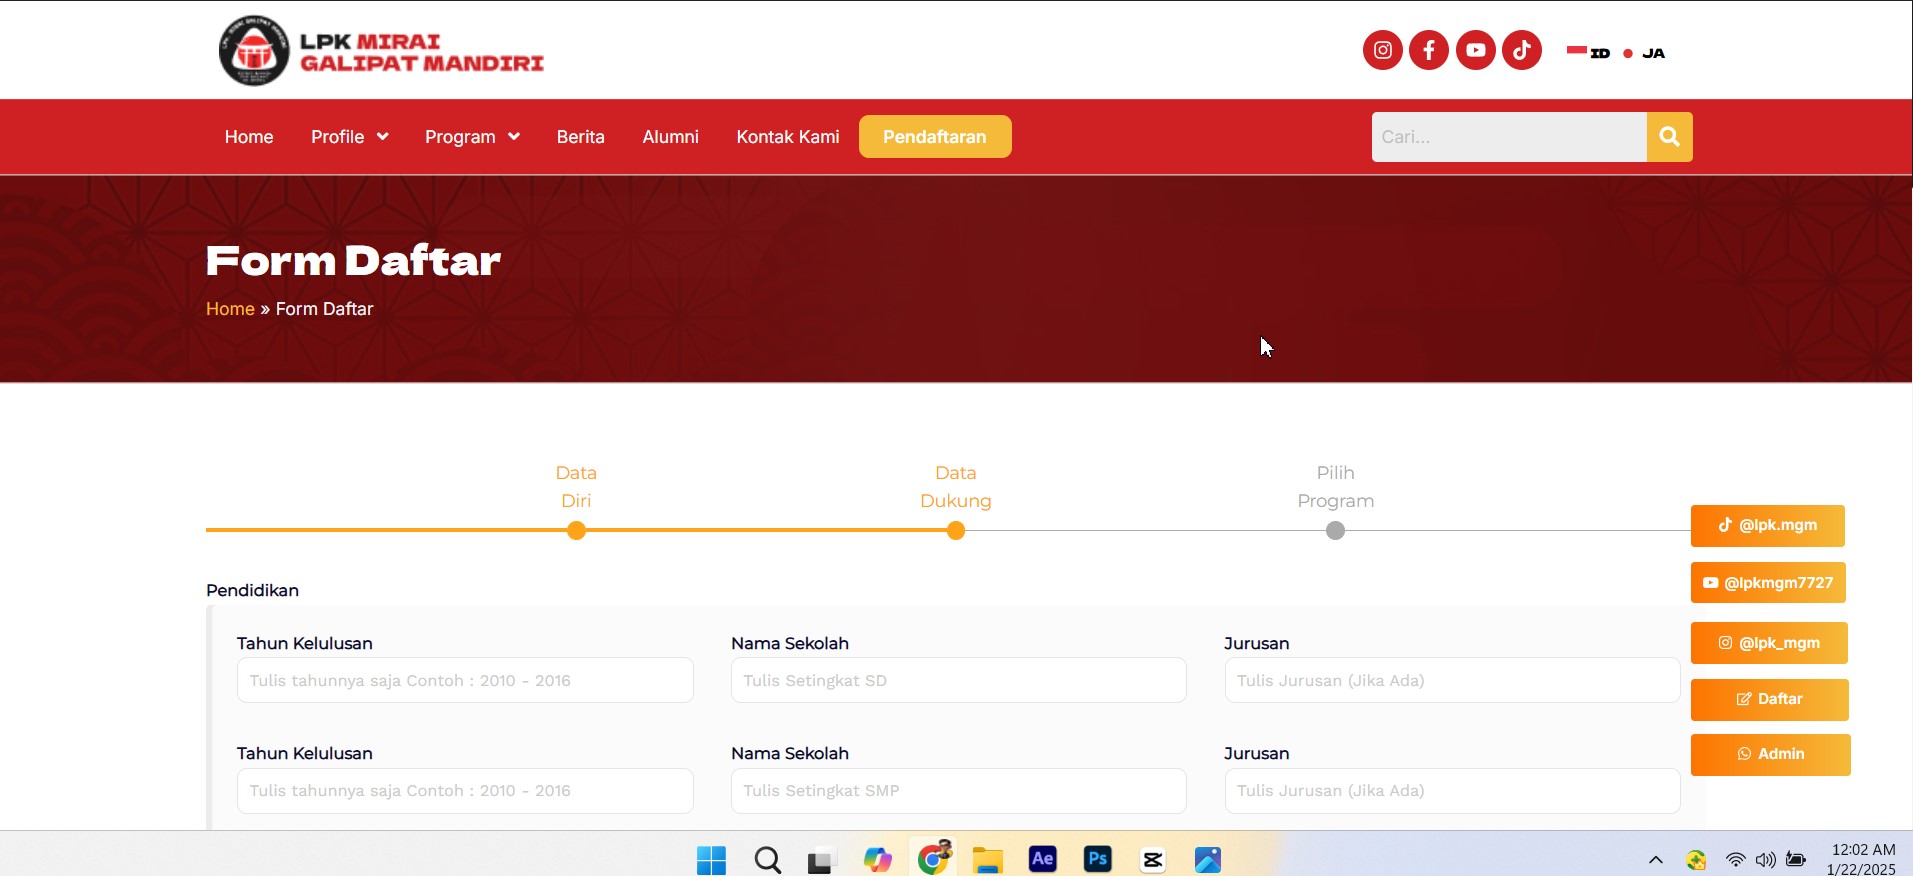 LPK MIRAI
GALIPAT MANDIRI
ID JA
Home Profile Program Berita Alumni Kontak Kami Pendaftaran Cari...
Form Daftar
Home » Form Daftar
Data
Diri
Data
Dukung
Pilih
Program
@lpk.mgm
@lpkmgm7727
@lpk_mgm
Daftar
Admin
Pendidikan
Tahun Kelulusan Nama Sekolah Jurusan
Tulis tahunnya saja Contoh : 2010 - 2016 Tulis Setingkat SD Tulis Jurusan (Jika Ada)
Tahun Kelulusan Nama Sekolah Jurusan
Tulis tahunnya saja Contoh : 2010 - 2016 Tulis Setingkat SMP Tulis Jurusan (Jika Ada)
Ae Ps
12:02 AM
1/22/2025